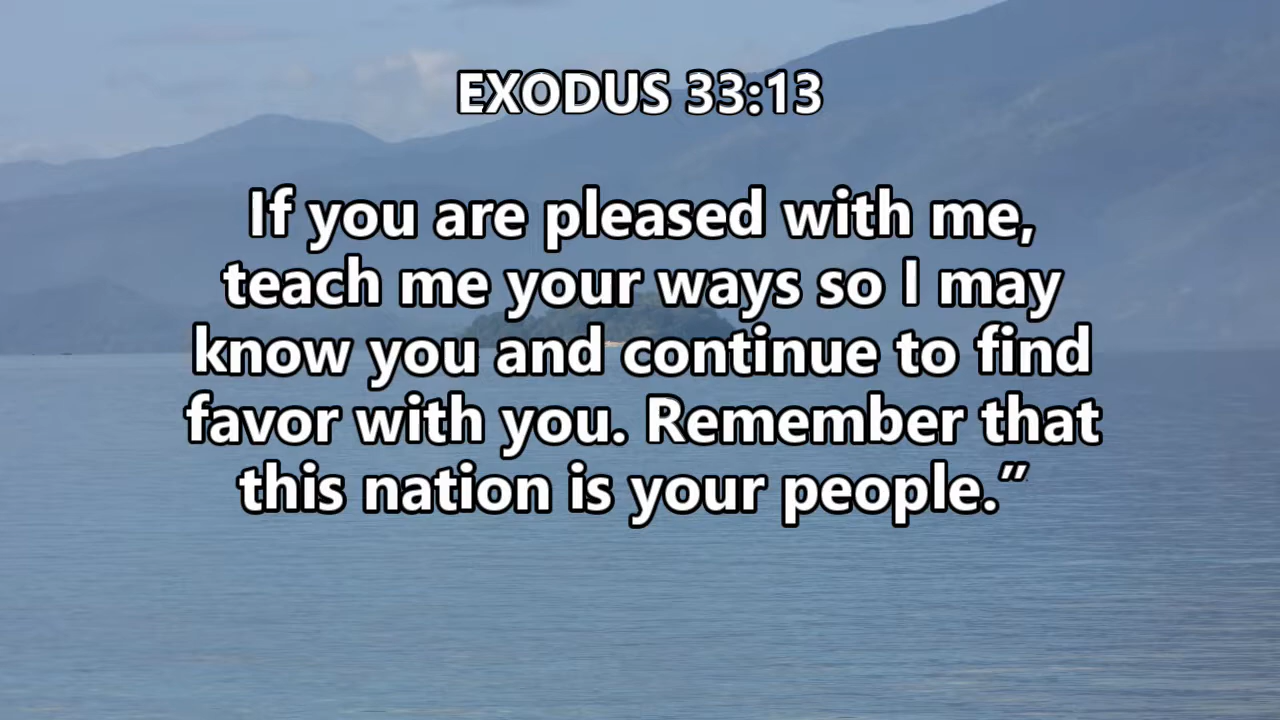 EXODUS 33:13
If you are pleased with me,
teach me your ways so I may
know you and continue to find
favor with you. Remember that
this nation is your people.”